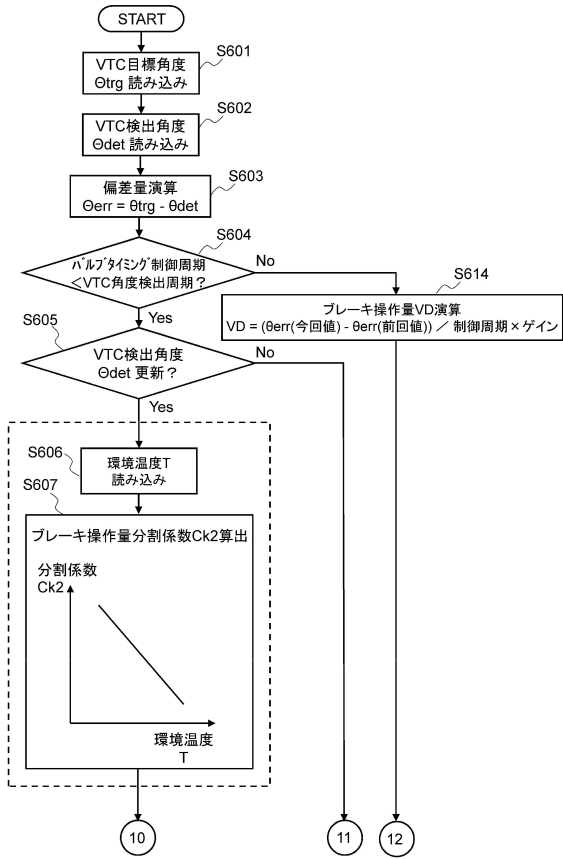 START
S601
VTC目標角度
Θtrg 読み込み
S602
VTC検出角度
Θdet 読み込み
S603
偏差量演算
Θerr = θtrg - θdet
S604
ﾊﾞﾙﾌﾞﾀｲﾐﾝｸﾞ制御周期
＜VTC角度検出周期？
No
Yes
S614
ブレーキ操作量VD演算
VD = (θerr(今回値) - θerr(前回値)) ／ 制御周期×ゲイン
S605
VTC検出角度
Θdet 更新？
No
Yes
S606
環境温度T
読み込み
S607
ブレーキ操作量分割係数Ck2算出
分割係数
Ck2
環境温度
T
10
11
12